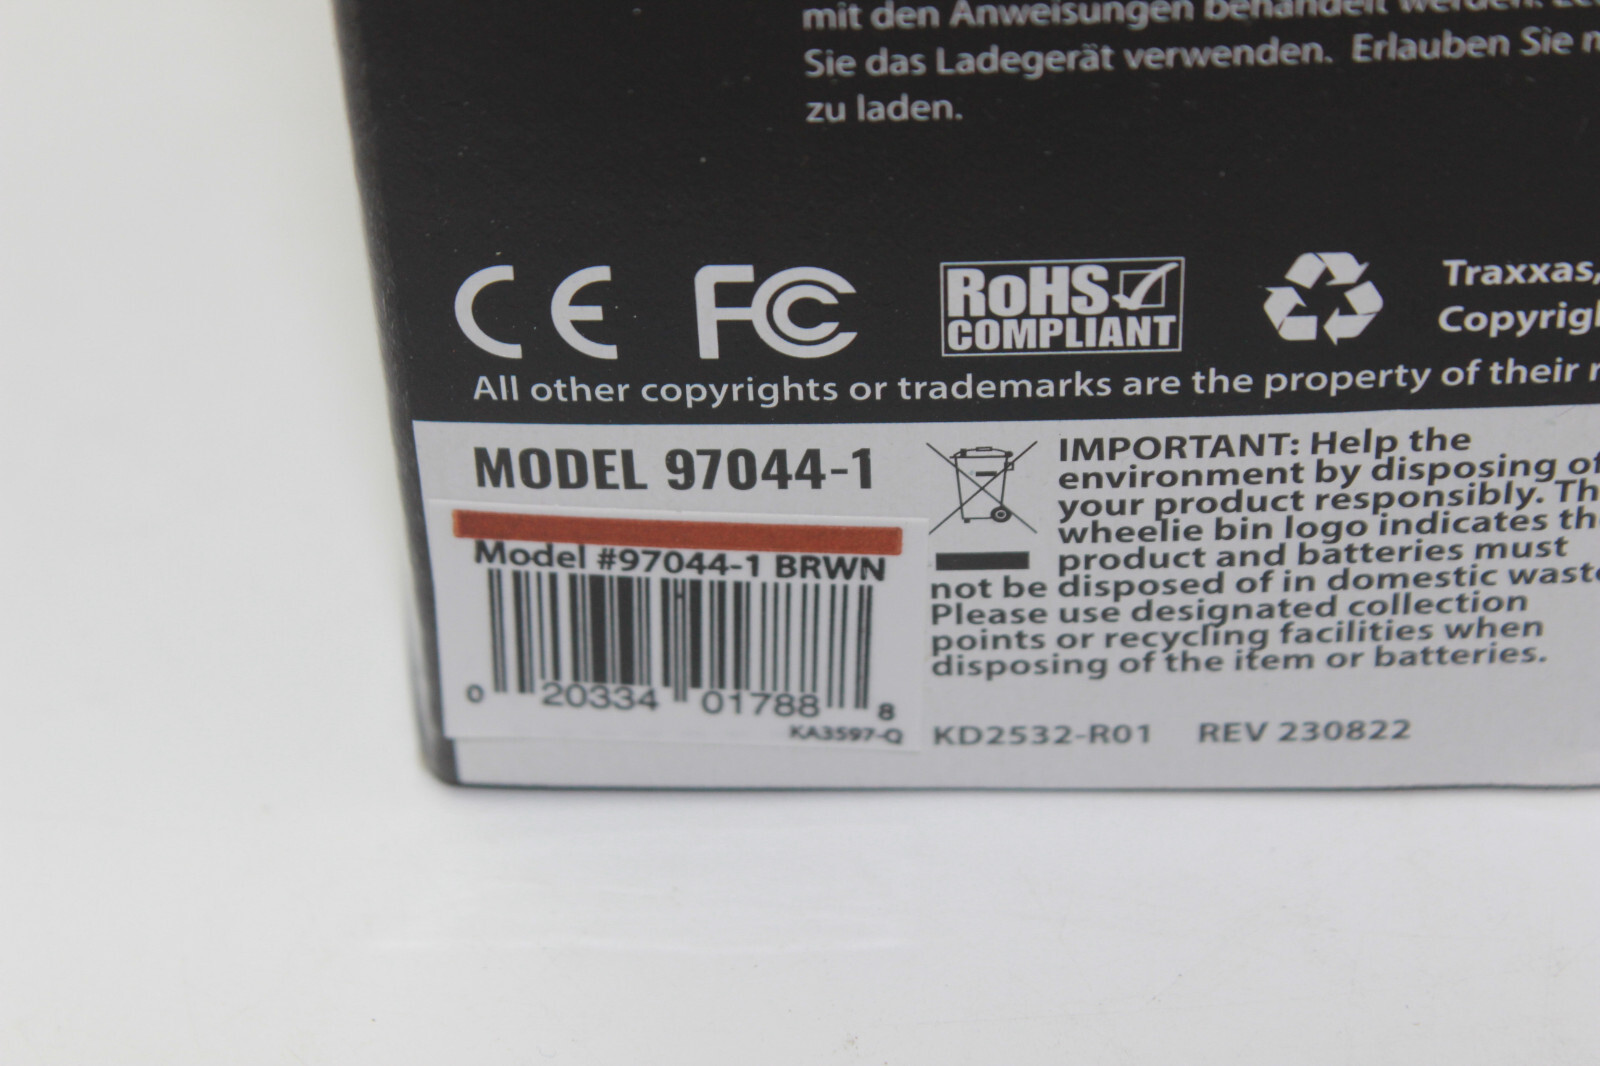 mit den Anweisungen behandelt werden.
Sie das Ladegerät verwenden. Erlauben Sie
zu laden.
CE FC RoHS COMPLIANT
Traxxas,
All other copyrights or trademarks are the property of their
MODEL 97044-1
Model #97044-1 BRWN
0 20334 01788 8
KA3597-Q
IMPORTANT: Help the
environment by disposing of
your product responsibly.
wheelie bin logo indicates
product and batteries must
not be disposed of in domestic
Please use designated collection
points or recycling facilities when
disposing of the item or batteries.
KD2532-R01 REV 230822